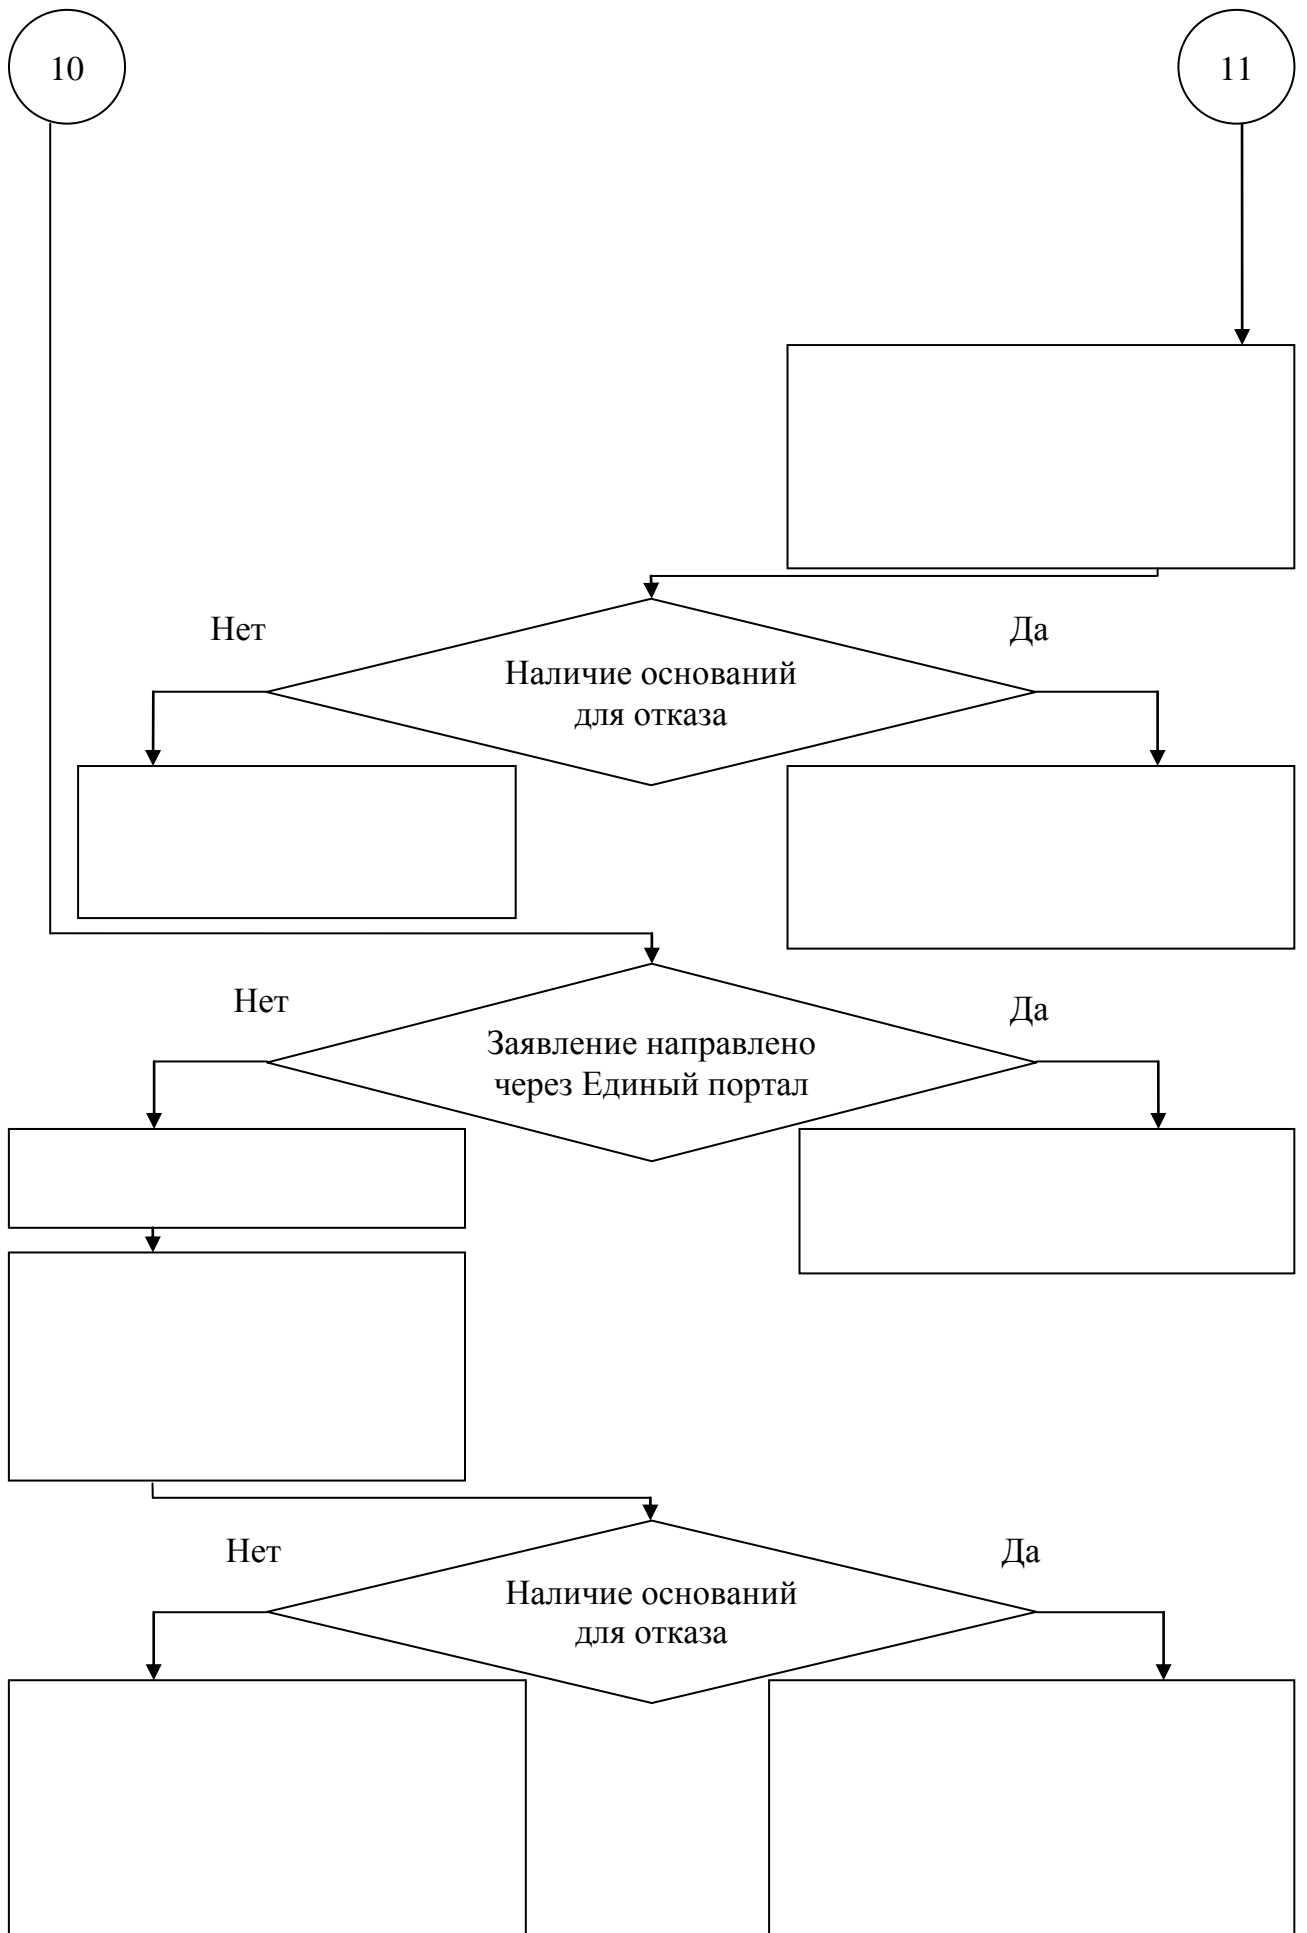 10
11
Нет
Да
Наличие оснований
для отказа
Нет
Да
Заявление направлено
через Единый портал
Нет
Да
Наличие оснований
для отказа